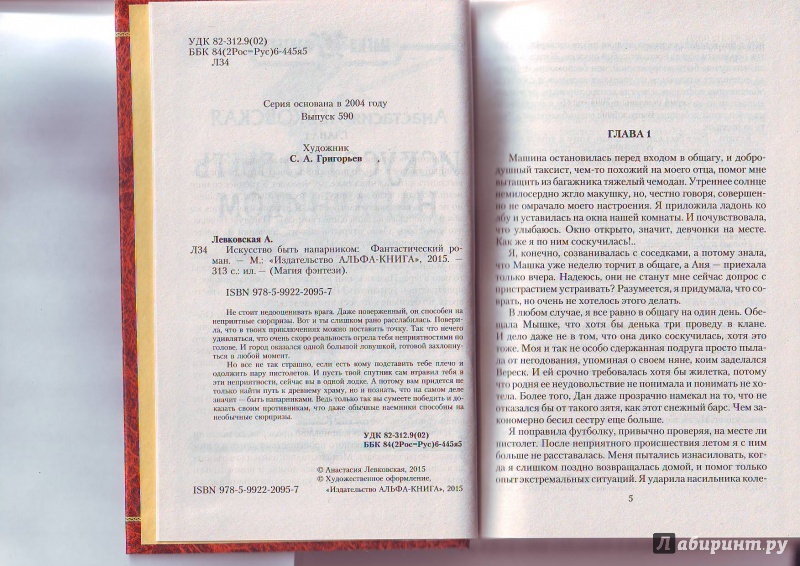 УДК 82-312.9(02)
ББК 84(2Рос=Рус)6-445я5
Л34
Серия основана в 2004 году
Выпуск 590
Художник
С. А. Григорьев
Левковская А.
Л34 Искусство быть напарником: Фантастический ро-
ман. — М.: «Издательство АЛЬФА-КНИГА», 2015. —
313 с.: ил. — (Магия фэнтези).
ISBN 978-5-9922-2095-7
Не стоит недооценивать врага. Даже поверженный, он способен на
неприятные сюрпризы. Вот и ты слишком рано расслабилась. Повери-
ла, что в твоих приключениях можно поставить точку. Так что нечего
удивляться, что очень скоро реальность огрела тебя неприятностями по
голове. И город оказался одной большой ловушкой, готовой захлопну-
ться в любой момент.
Но все не так страшно, если есть кому подставить тебе плечо и
одолжить пару пистолетов. И пусть твой спутник сам втравил тебя в
эти неприятности, сейчас вы в одной лодке. А потому вам придется не
только найти путь к древнему храму, но и познать, что на самом деле
значит — быть напарниками. Ведь только так вы сумеете победить и до-
казать своим противникам, что даже обычные наемники способны на
необычные сюрпризы.
УДК 82-312.9(02)
ББК 84(2Рос=Рус)6-445я5
© Анастасия Левковская, 2015
© Художественное оформление,
ISBN 978-5-9922-2095-7 «Издательство АЛЬФА-КНИГА», 2015
ГЛАВА 1
Машина остановилась перед входом в общагу, и добро-
душный таксист, чем-то похожий на моего отца, помог мне
вытащить из багажника тяжелый чемодан. Утреннее солнце
немилосердно жгло макушку, но, честно говоря, совершен-
но не омрачало моего настроения. Я приложила ладонь ко
лбу и уставилась на окна нашей комнаты. И почувствовала,
что улыбаюсь. Окно открыто, значит, девчонки на месте.
Как же я по ним соскучилась!..
Я, конечно, созванивалась с соседками, а потому знала,
что Машка уже неделю торчит в общаге, а Аня — приехала
только вчера. Надеюсь, они не станут мне сейчас допрос с
пристрастием устраивать? Разумеется, я придумала, что со-
врать, но очень не хотелось этого делать.
В любом случае, я все равно в общагу на один день. Обе-
щала Мышке, что хотя бы денька три проведу в клане.
И дело даже не в том, что она дико соскучилась, хотя это
тоже. Моя и так не особо сдержанная подруга просто пыла-
ла от негодования, упоминая о своем няне, коим заделался
Вереск. И ей срочно требовалась хотя бы жилетка, потому
что родня ее неудовольствие не понимала и понимать не хо-
тела. Более того, Дан даже прозрачно намекал на то, что не
отказался бы от такого зятя, как этот снежный барс. Чем за-
кономерно бесил сестру еще больше.
Я поправила футболку, привычно проверяя, на месте ли
пистолет. После неприятного происшествия летом я с ним
больше не расставалась. Меня пытались изнасиловать, ког-
да я слишком поздно возвращалась домой, и помог только
опыт экстремальных ситуаций. Я ударила насильника коле-
5
Лабиринт.ру